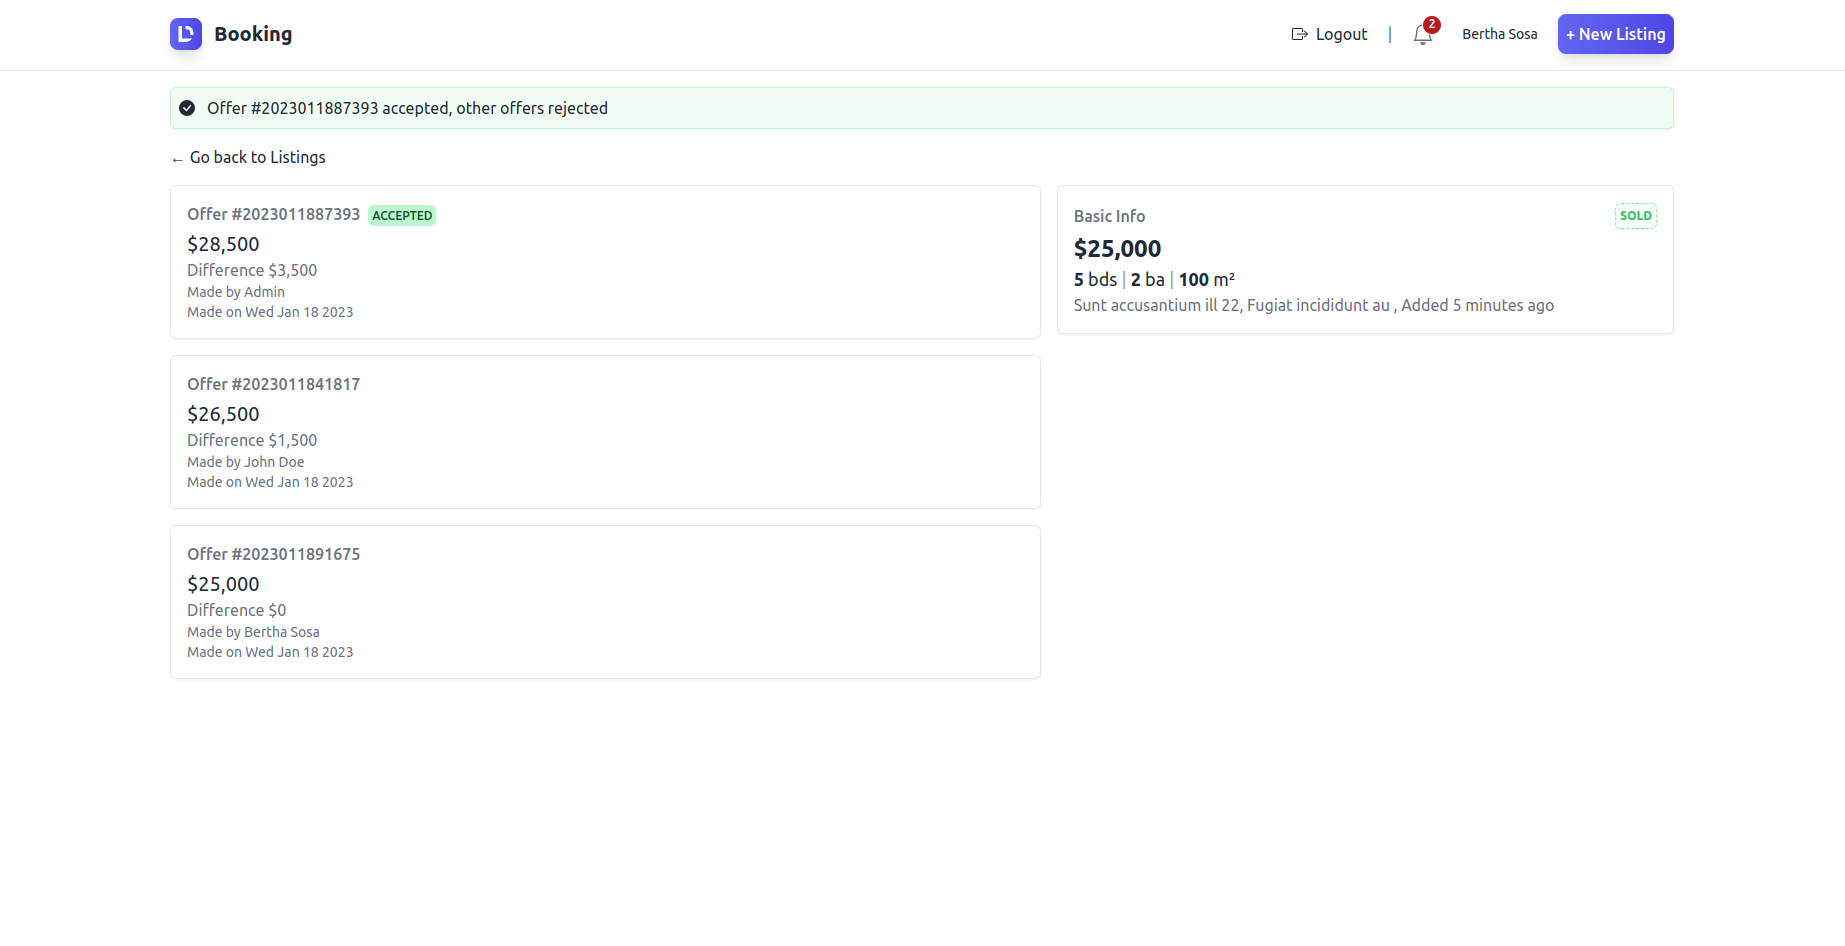 Booking
Logout
|
2
Bertha Sosa
+ New Listing
Offer #2023011887393 accepted, other offers rejected
← Go back to Listings
Offer #2023011887393 ACCEPTED
$28,500
Difference $3,500
Made by Admin
Made on Wed Jan 18 2023
Offer #2023011841817
$26,500
Difference $1,500
Made by John Doe
Made on Wed Jan 18 2023
Offer #2023011891675
$25,000
Difference $0
Made by Bertha Sosa
Made on Wed Jan 18 2023
Basic Info
SOLD
$25,000
5 bds | 2 ba | 100 m²
Sunt accusantium ill 22, Fugiat incididunt au , Added 5 minutes ago